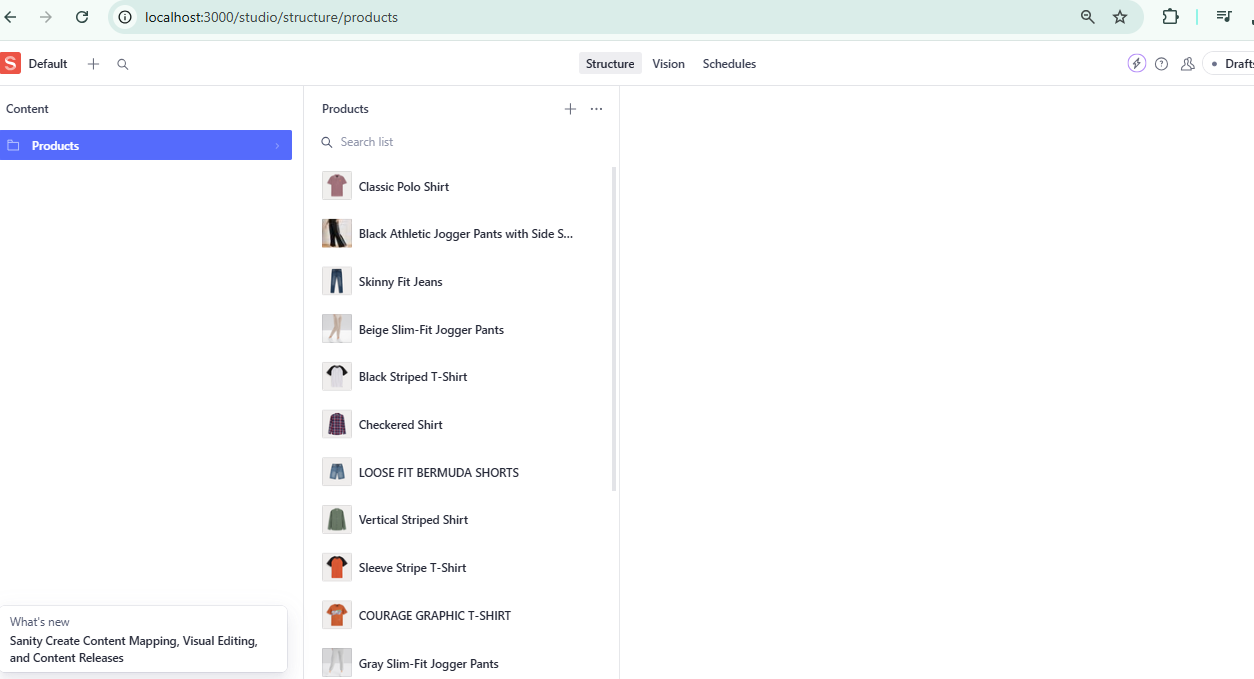 localhost:3000/studio/structure/products
S Default
Structure Vision Schedules
Drafts
Content
Products
Products
Search list
Classic Polo Shirt
Black Athletic Jogger Pants with Side S...
Skinny Fit Jeans
Beige Slim-Fit Jogger Pants
Black Striped T-Shirt
Checkered Shirt
LOOSE FIT BERMUDA SHORTS
Vertical Striped Shirt
Sleeve Stripe T-Shirt
COURAGE GRAPHIC T-SHIRT
Gray Slim-Fit Jogger Pants
What's new
Sanity Create Content Mapping, Visual Editing,
and Content Releases